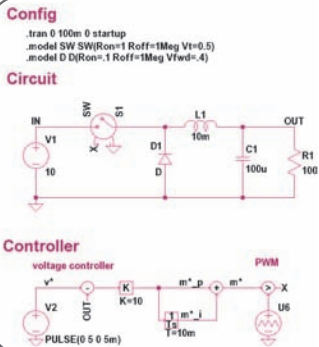 Config
.tran 0 100m 0 startup
.model SW SW(Ron=1 Roff=1Meg Vt=0.5)
.model D D(Ron=.1 Roff=1Meg Vfwd=.4)
Circuit
IN
SW
S1
X
V1
10
D1
D
L1
10m
C1
100u
OUT
R1
100
Controller
voltage controller
PWM
v*
-
OUT
K
K=10
m*_p
+
m*
>
X
1
Ts
m*_i
T=10m
V2
PULSE(0 5 0 5m)
U6